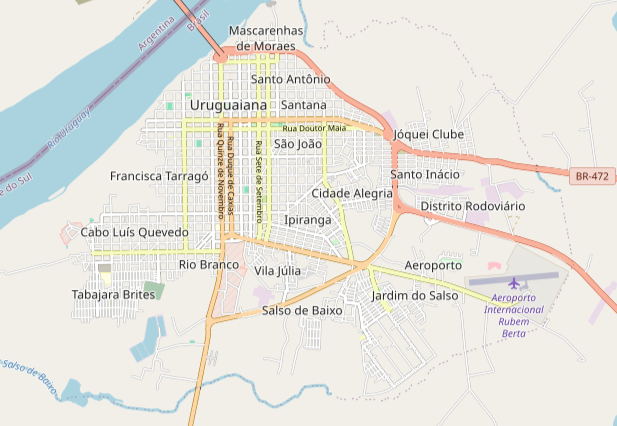 Mascarenhas
de Moraes
Argentina
Brasil
Santo Antônio
Uruguaiana
Santana
Rio Uruguay
Rua Doutor Maia
Jóquei Clube
São João
Rua Quinze de Novembro
Rua Duque de Caxias
Rua Sete de Setembro
Francisca Tarragó
Santo Inácio
BR-472
e do Sul
Cidade Alegria
Distrito Rodoviário
Ipiranga
Cabo Luís Quevedo
Rio Branco
Vila Júlia
Aeroporto
Tabajara Brites
Jardim do Salso
Salso de Baixo
Aeroporto
Internacional
Rubem
Berta
Salso de Baixo